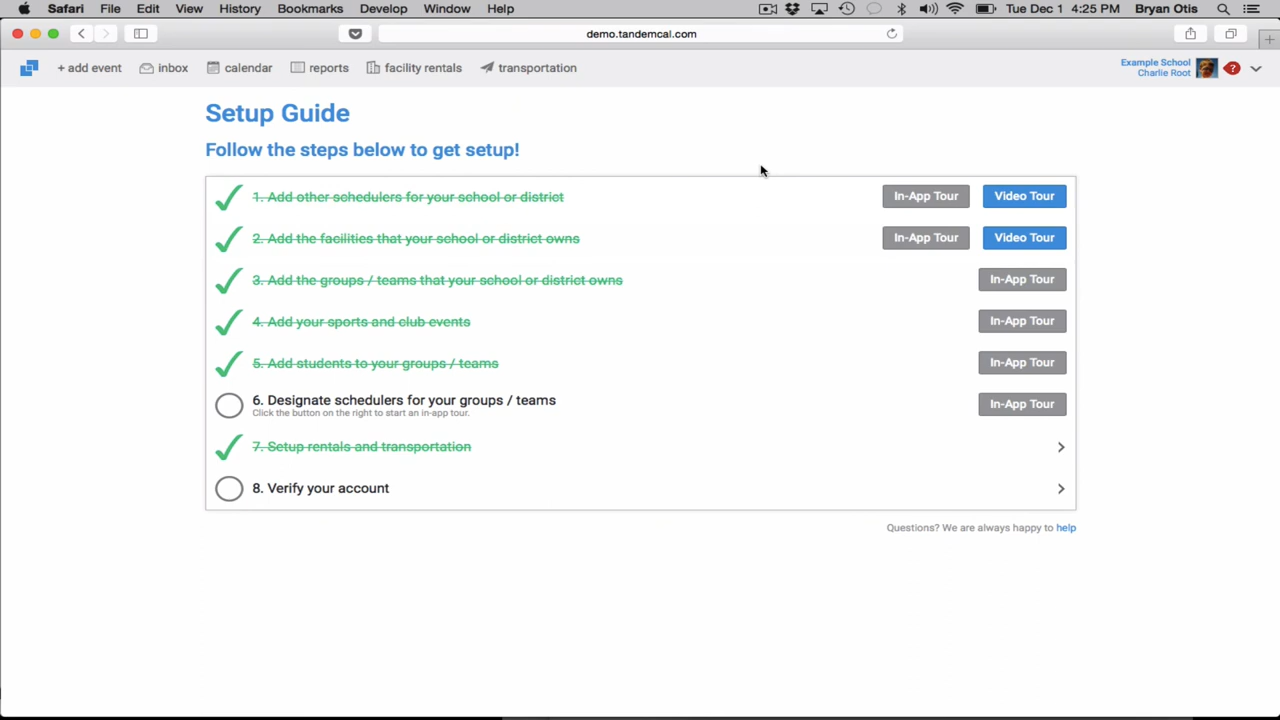 Safari File Edit View History Bookmarks Develop Window Help Tue Dec 1 4:25 PM Bryan Otis
demo.tandemcal.com
+ add event inbox calendar reports facility rentals transportation
Example School
Charlie Root
?
Setup Guide
Follow the steps below to get setup!
1. Add other schedulers for your school or district In-App Tour Video Tour
2. Add the facilities that your school or district owns In-App Tour Video Tour
3. Add the groups / teams that your school or district owns In-App Tour
4. Add your sports and club events In-App Tour
5. Add students to your groups / teams In-App Tour
6. Designate schedulers for your groups / teams In-App Tour
Click the button on the right to start an in-app tour.
7. Setup rentals and transportation
8. Verify your account
Questions? We are always happy to help